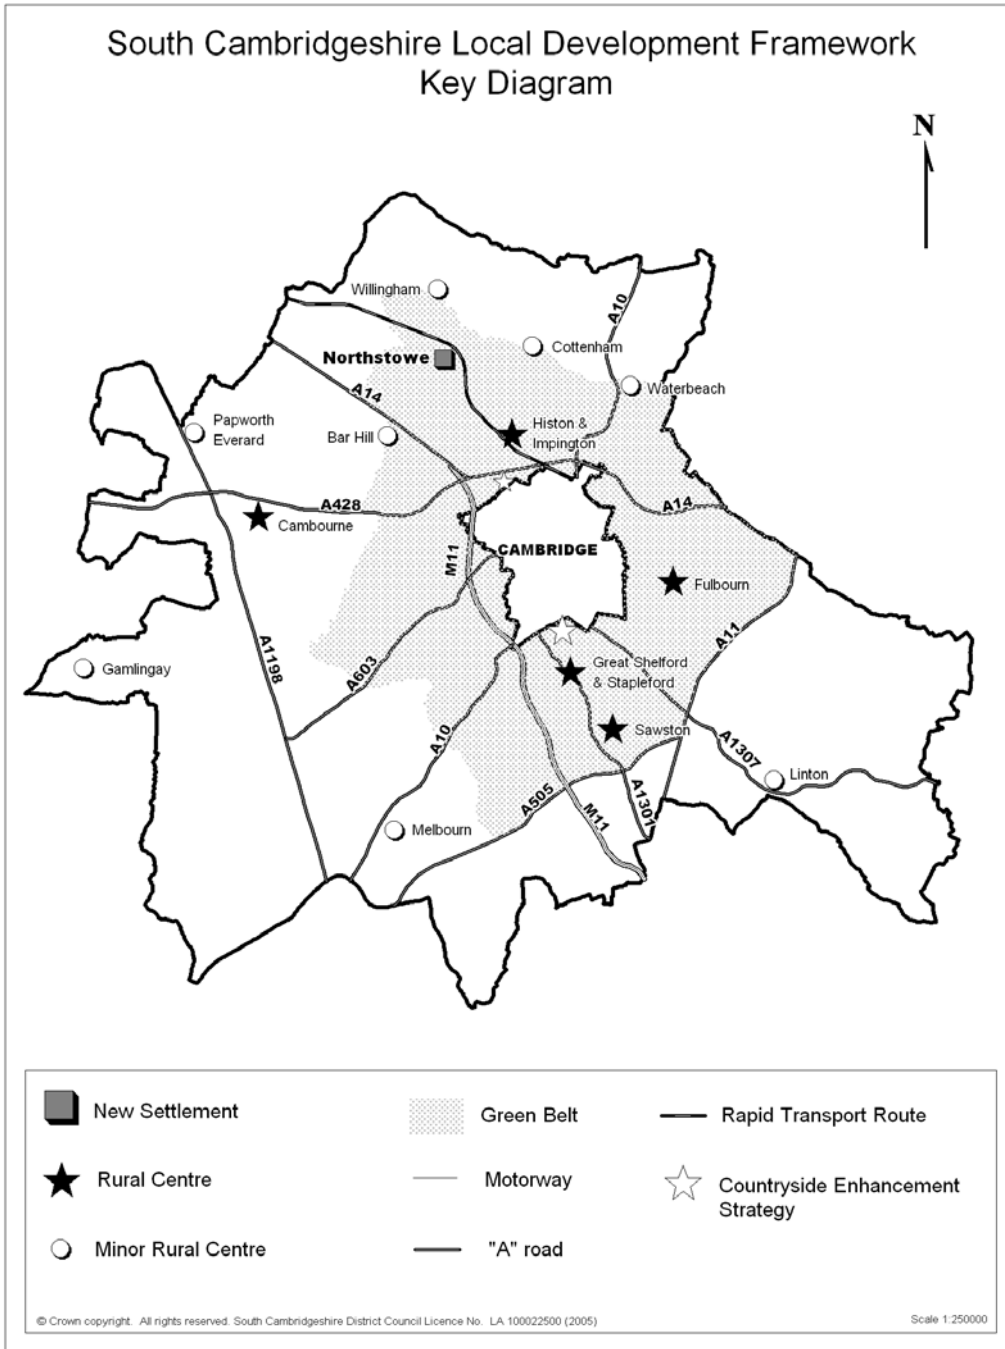 South Cambridgeshire Local Development Framework
Key Diagram
N
Willingham
A10
Cottenham
Northstowe
Waterbeach
A14
Papworth
Everard
Bar Hill
Histon &
Impington
A428
A14
Cambourne
M11
CAMBRIDGE
Fulbourn
A11
A1198
Gamlingay
A603
Great Shelford
& Stapleford
A10
Sawston
A1307
Linton
A505
A1301
M11
Melbourn
New Settlement
Green Belt
Rapid Transport Route
Rural Centre
Motorway
Countryside Enhancement
Strategy
Minor Rural Centre
"A" road
© Crown copyright. All rights reserved. South Cambridgeshire District Council Licence No. LA 100022500 (2005)
Scale 1:250000